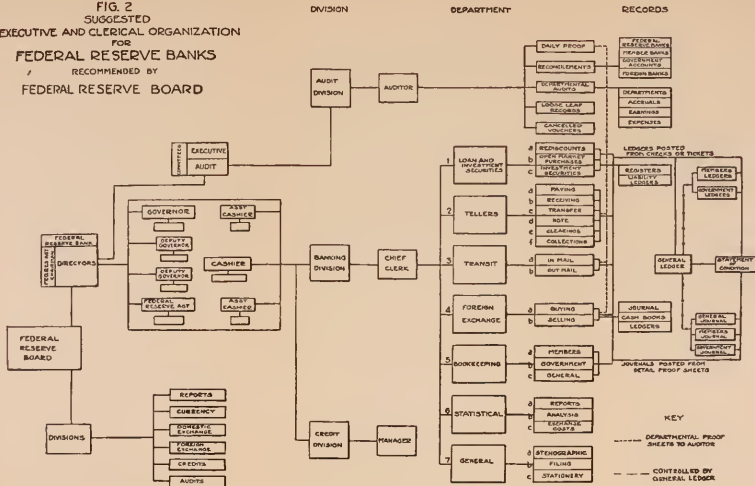 FIG. 2
SUGGESTED
EXECUTIVE AND CLERICAL ORGANIZATION
FOR
FEDERAL RESERVE BANKS
RECOMMENDED BY
FEDERAL RESERVE BOARD
DIVISION
DEPARTMENT
RECORDS
AUDIT
DIVISION
AUDITOR
DAILY PROOF
RECONCILEMENTS
DEPARTMENTAL
AUDITS
LOOSE LEAF
RECORDS
CANCELLED
VOUCHERS
FEDERAL
RESERVE BANKS
MEMBER BANKS
GOVERNMENT
ACCOUNTS
FOREIGN BANKS
DEPARTMENTS
ACCRUALS
EARNINGS
EXPENSES
COMMITTEES
EXECUTIVE
AUDIT
FEDERAL
RESERVE BANK
FEDERAL RES. AGT.
CHAIRMAN
DIRECTORS
FEDERAL
RESERVE
BOARD
GOVERNOR
DEPUTY
GOVERNOR
DEPUTY
GOVERNOR
FEDERAL
RESERVE AGT
ASST
CASHIER
CASHIER
ASST
CASHIER
BANKING
DIVISION
CHIEF
CLERK
CREDIT
DIVISION
MANAGER
DIVISIONS
REPORTS
CURRENCY
DOMESTIC
EXCHANGE
FOREIGN
EXCHANGE
CREDITS
AUDITS
1
LOAN AND
INVESTMENT
SECURITIES
a REDISCOUNTS
b OPEN MARKET
PURCHASES
c INVESTMENT
SECURITIES
2
TELLERS
a PAYING
b RECEIVING
c TRANSFER
d NOTE
e CLEARINGS
f COLLECTIONS
3
TRANSIT
a IN MAIL
b OUT MAIL
4
FOREIGN
EXCHANGE
a BUYING
b SELLING
5
BOOKKEEPING
a MEMBERS
b GOVERNMENT
c GENERAL
6
STATISTICAL
a REPORTS
b ANALYSIS
c EXCHANGE
COSTS
7
GENERAL
a STENOGRAPHIC
b FILING
c STATIONERY
LEDGERS POSTED
FROM CHECKS OR TICKETS
REGISTERS
LIABILITY
LEDGERS
MEMBERS
LEDGERS
GOVERNMENT
LEDGERS
GENERAL LEDGER
STATEMENT
OF
CONDITION
JOURNAL
CASH BOOKS
LEDGERS
GENERAL
JOURNAL
MEMBERS
JOURNAL
GOVERNMENT
JOURNAL
JOURNALS POSTED FROM
DETAIL PROOF SHEETS
KEY
DEPARTMENTAL PROOF
SHEETS TO AUDITOR
CONTROLLED BY
GENERAL LEDGER